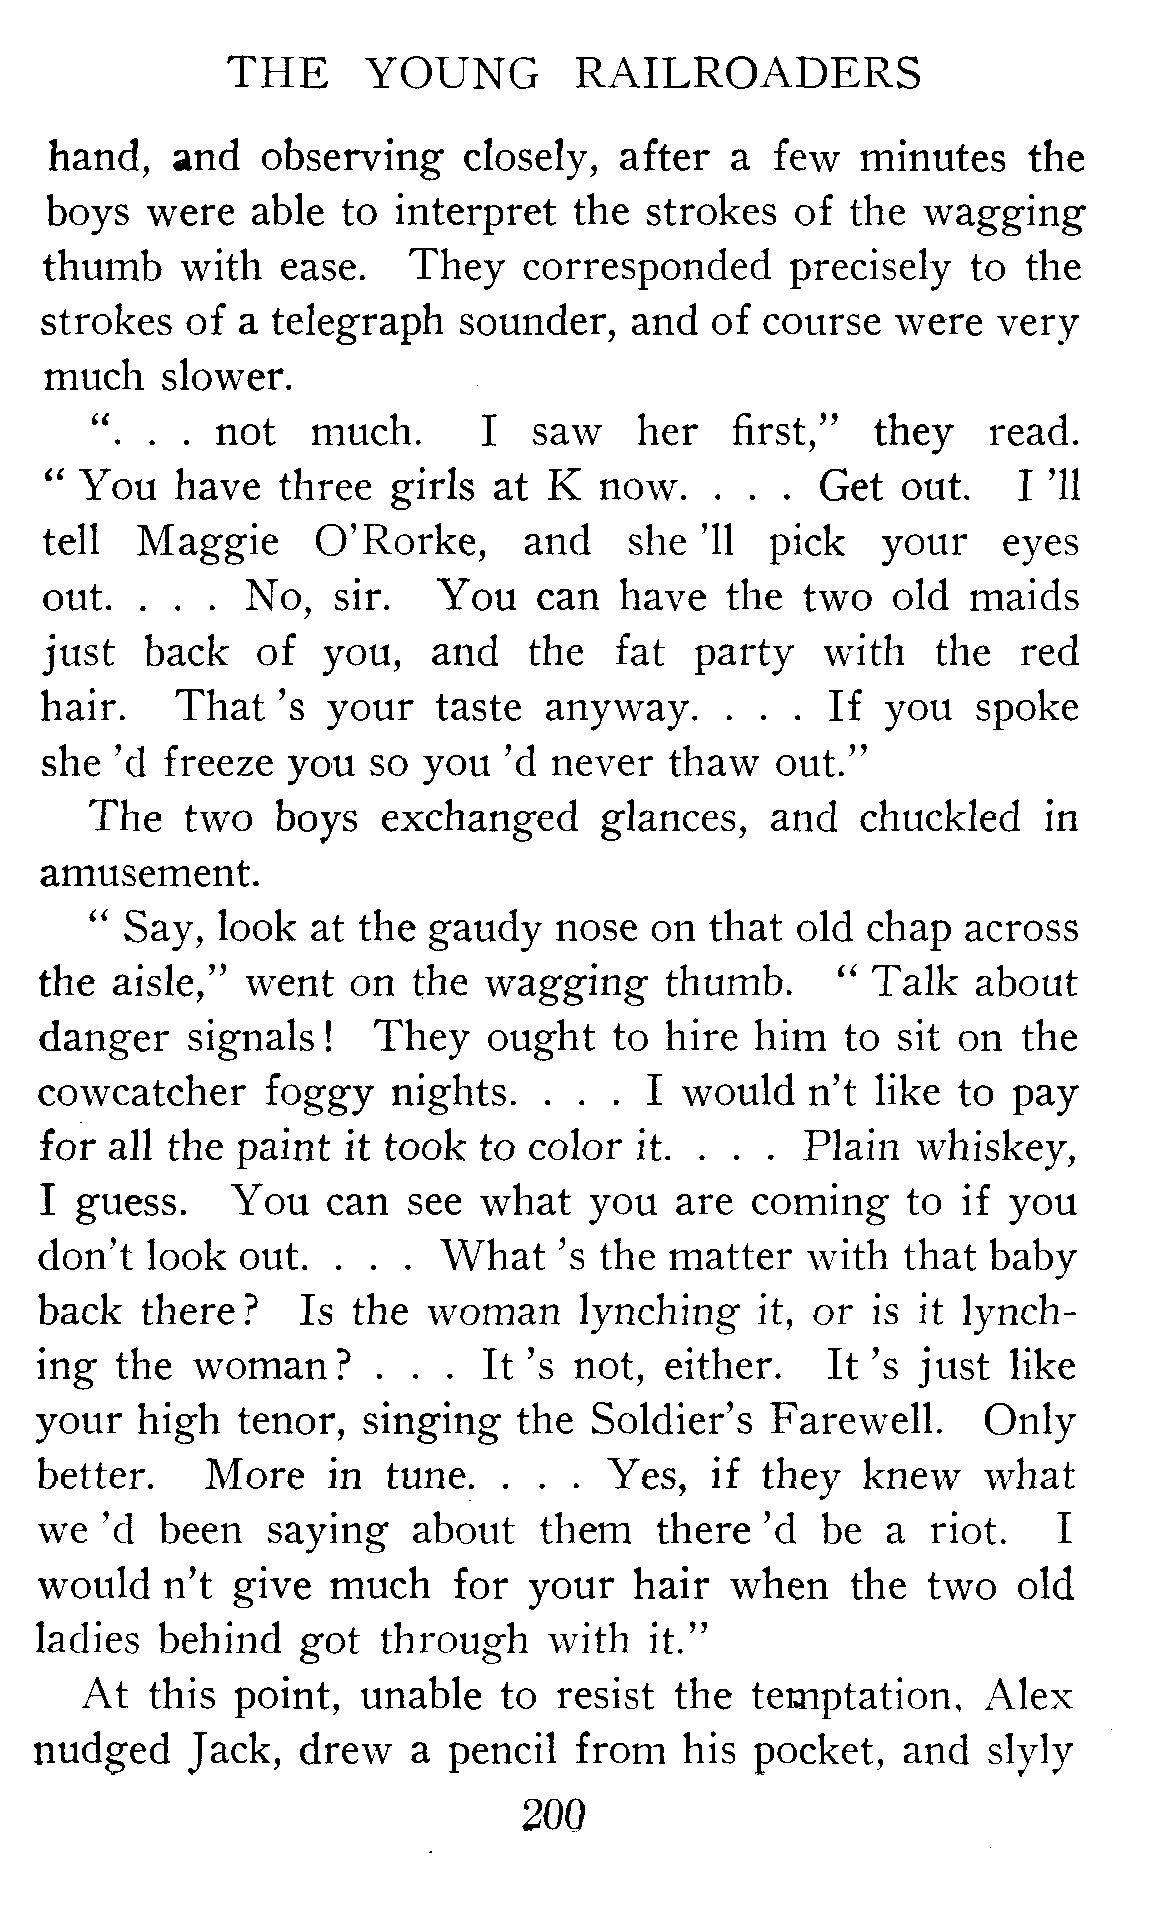 THE YOUNG RAILROADERS
hand, and observing closely, after a few minutes the
boys were able to interpret the strokes of the wagging
thumb with ease. They corresponded precisely to the
strokes of a telegraph sounder, and of course were very
much slower.
“. . . not much. I saw her first,” they read.
“ You have three girls at K now. . . . Get out. I ’ll
tell Maggie O’Rorke, and she ’ll pick your eyes
out. . . . No, sir. You can have the two old maids
just back of you, and the fat party with the red
hair. That ’s your taste anyway. . . . If you spoke
she ’d freeze you so you ’d never thaw out.”
The two boys exchanged glances, and chuckled in
amusement.
“ Say, look at the gaudy nose on that old chap across
the aisle,” went on the wagging thumb. “ Talk about
danger signals! They ought to hire him to sit on the
cowcatcher foggy nights. . . . I would n’t like to pay
for all the paint it took to color it. . . . Plain whiskey,
I guess. You can see what you are coming to if you
don’t look out. . . . What ’s the matter with that baby
back there? Is the woman lynching it, or is it lynch-
ing the woman? . . . It ’s not, either. It ’s just like
your high tenor, singing the Soldier’s Farewell. Only
better. More in tune. . . . Yes, if they knew what
we ’d been saying about them there ’d be a riot. I
would n’t give much for your hair when the two old
ladies behind got through with it.”
At this point, unable to resist the temptation, Alex
nudged Jack, drew a pencil from his pocket, and slyly
200